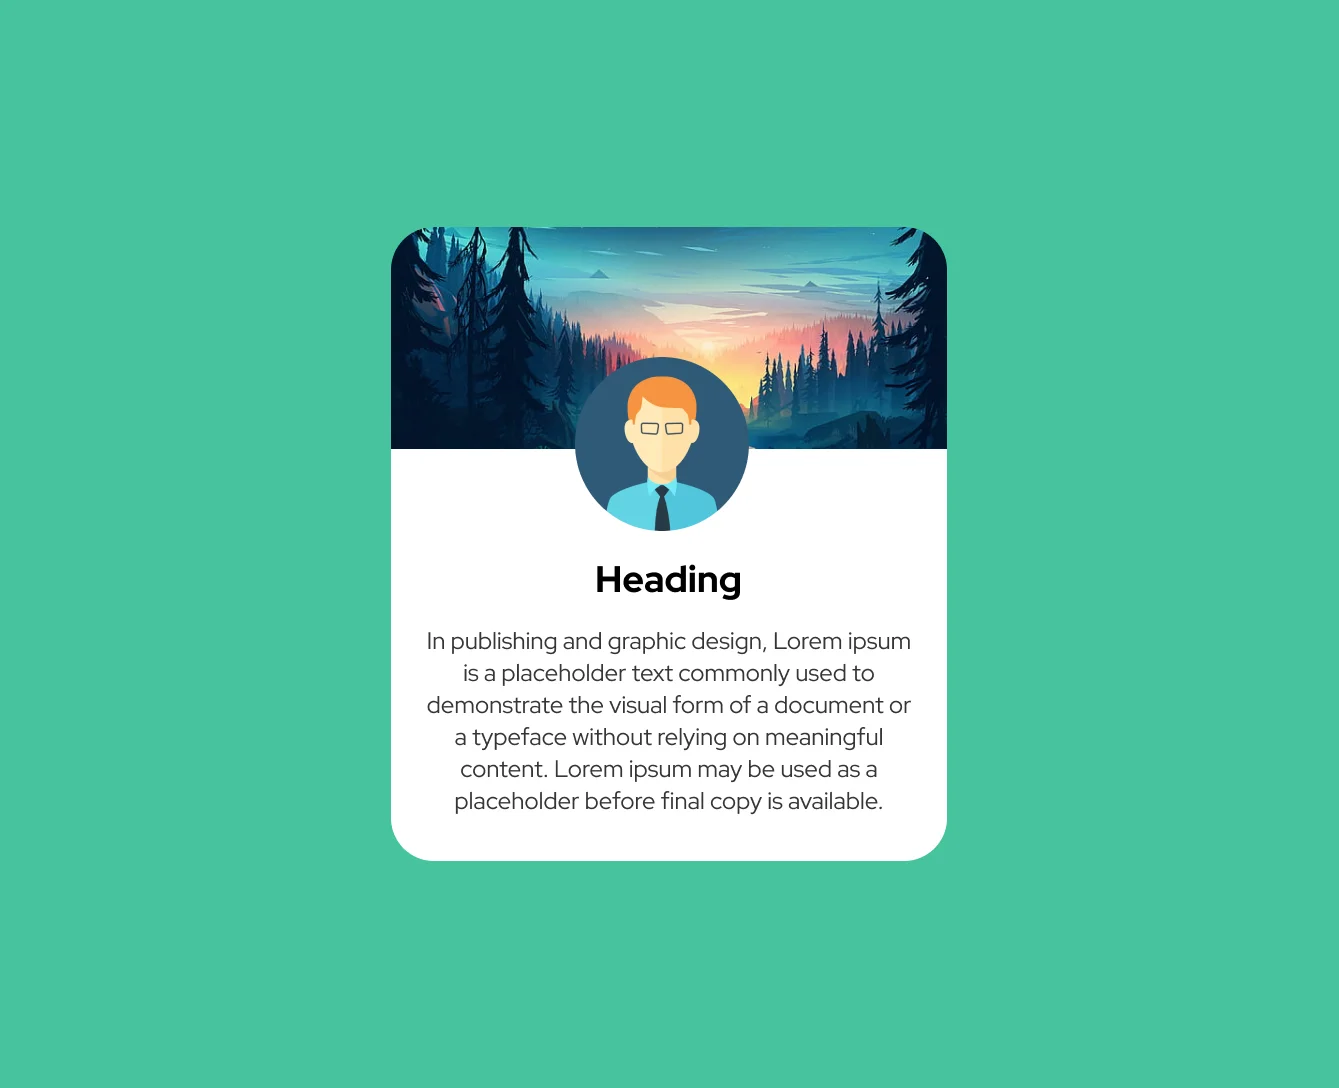 Heading
In publishing and graphic design, Lorem ipsum
is a placeholder text commonly used to
demonstrate the visual form of a document or
a typeface without relying on meaningful
content. Lorem ipsum may be used as a
placeholder before final copy is available.